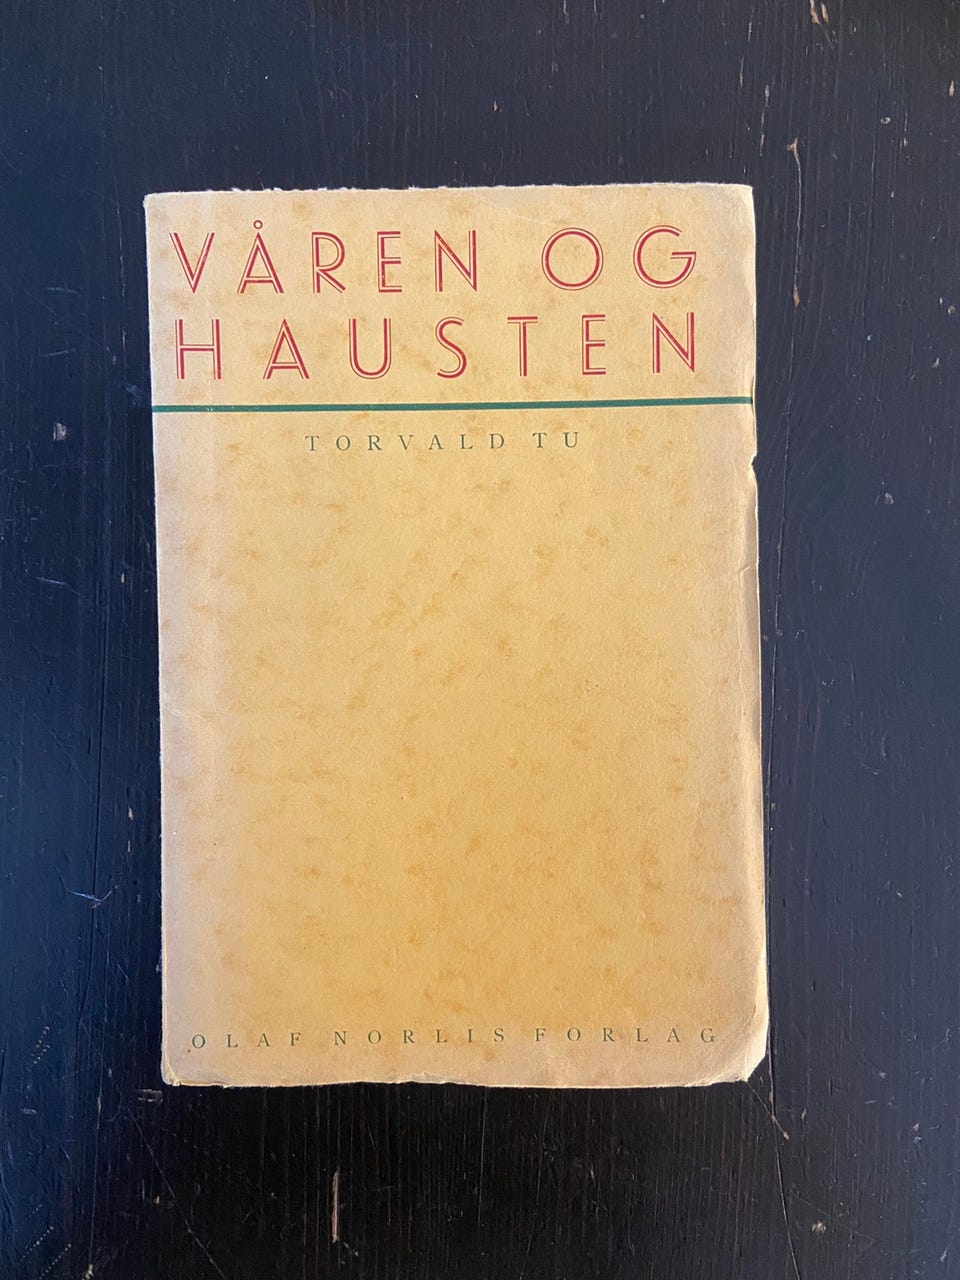 VÅREN OG
HAUSTEN
TORVALD TU
OLAF NORLIS FORLAG